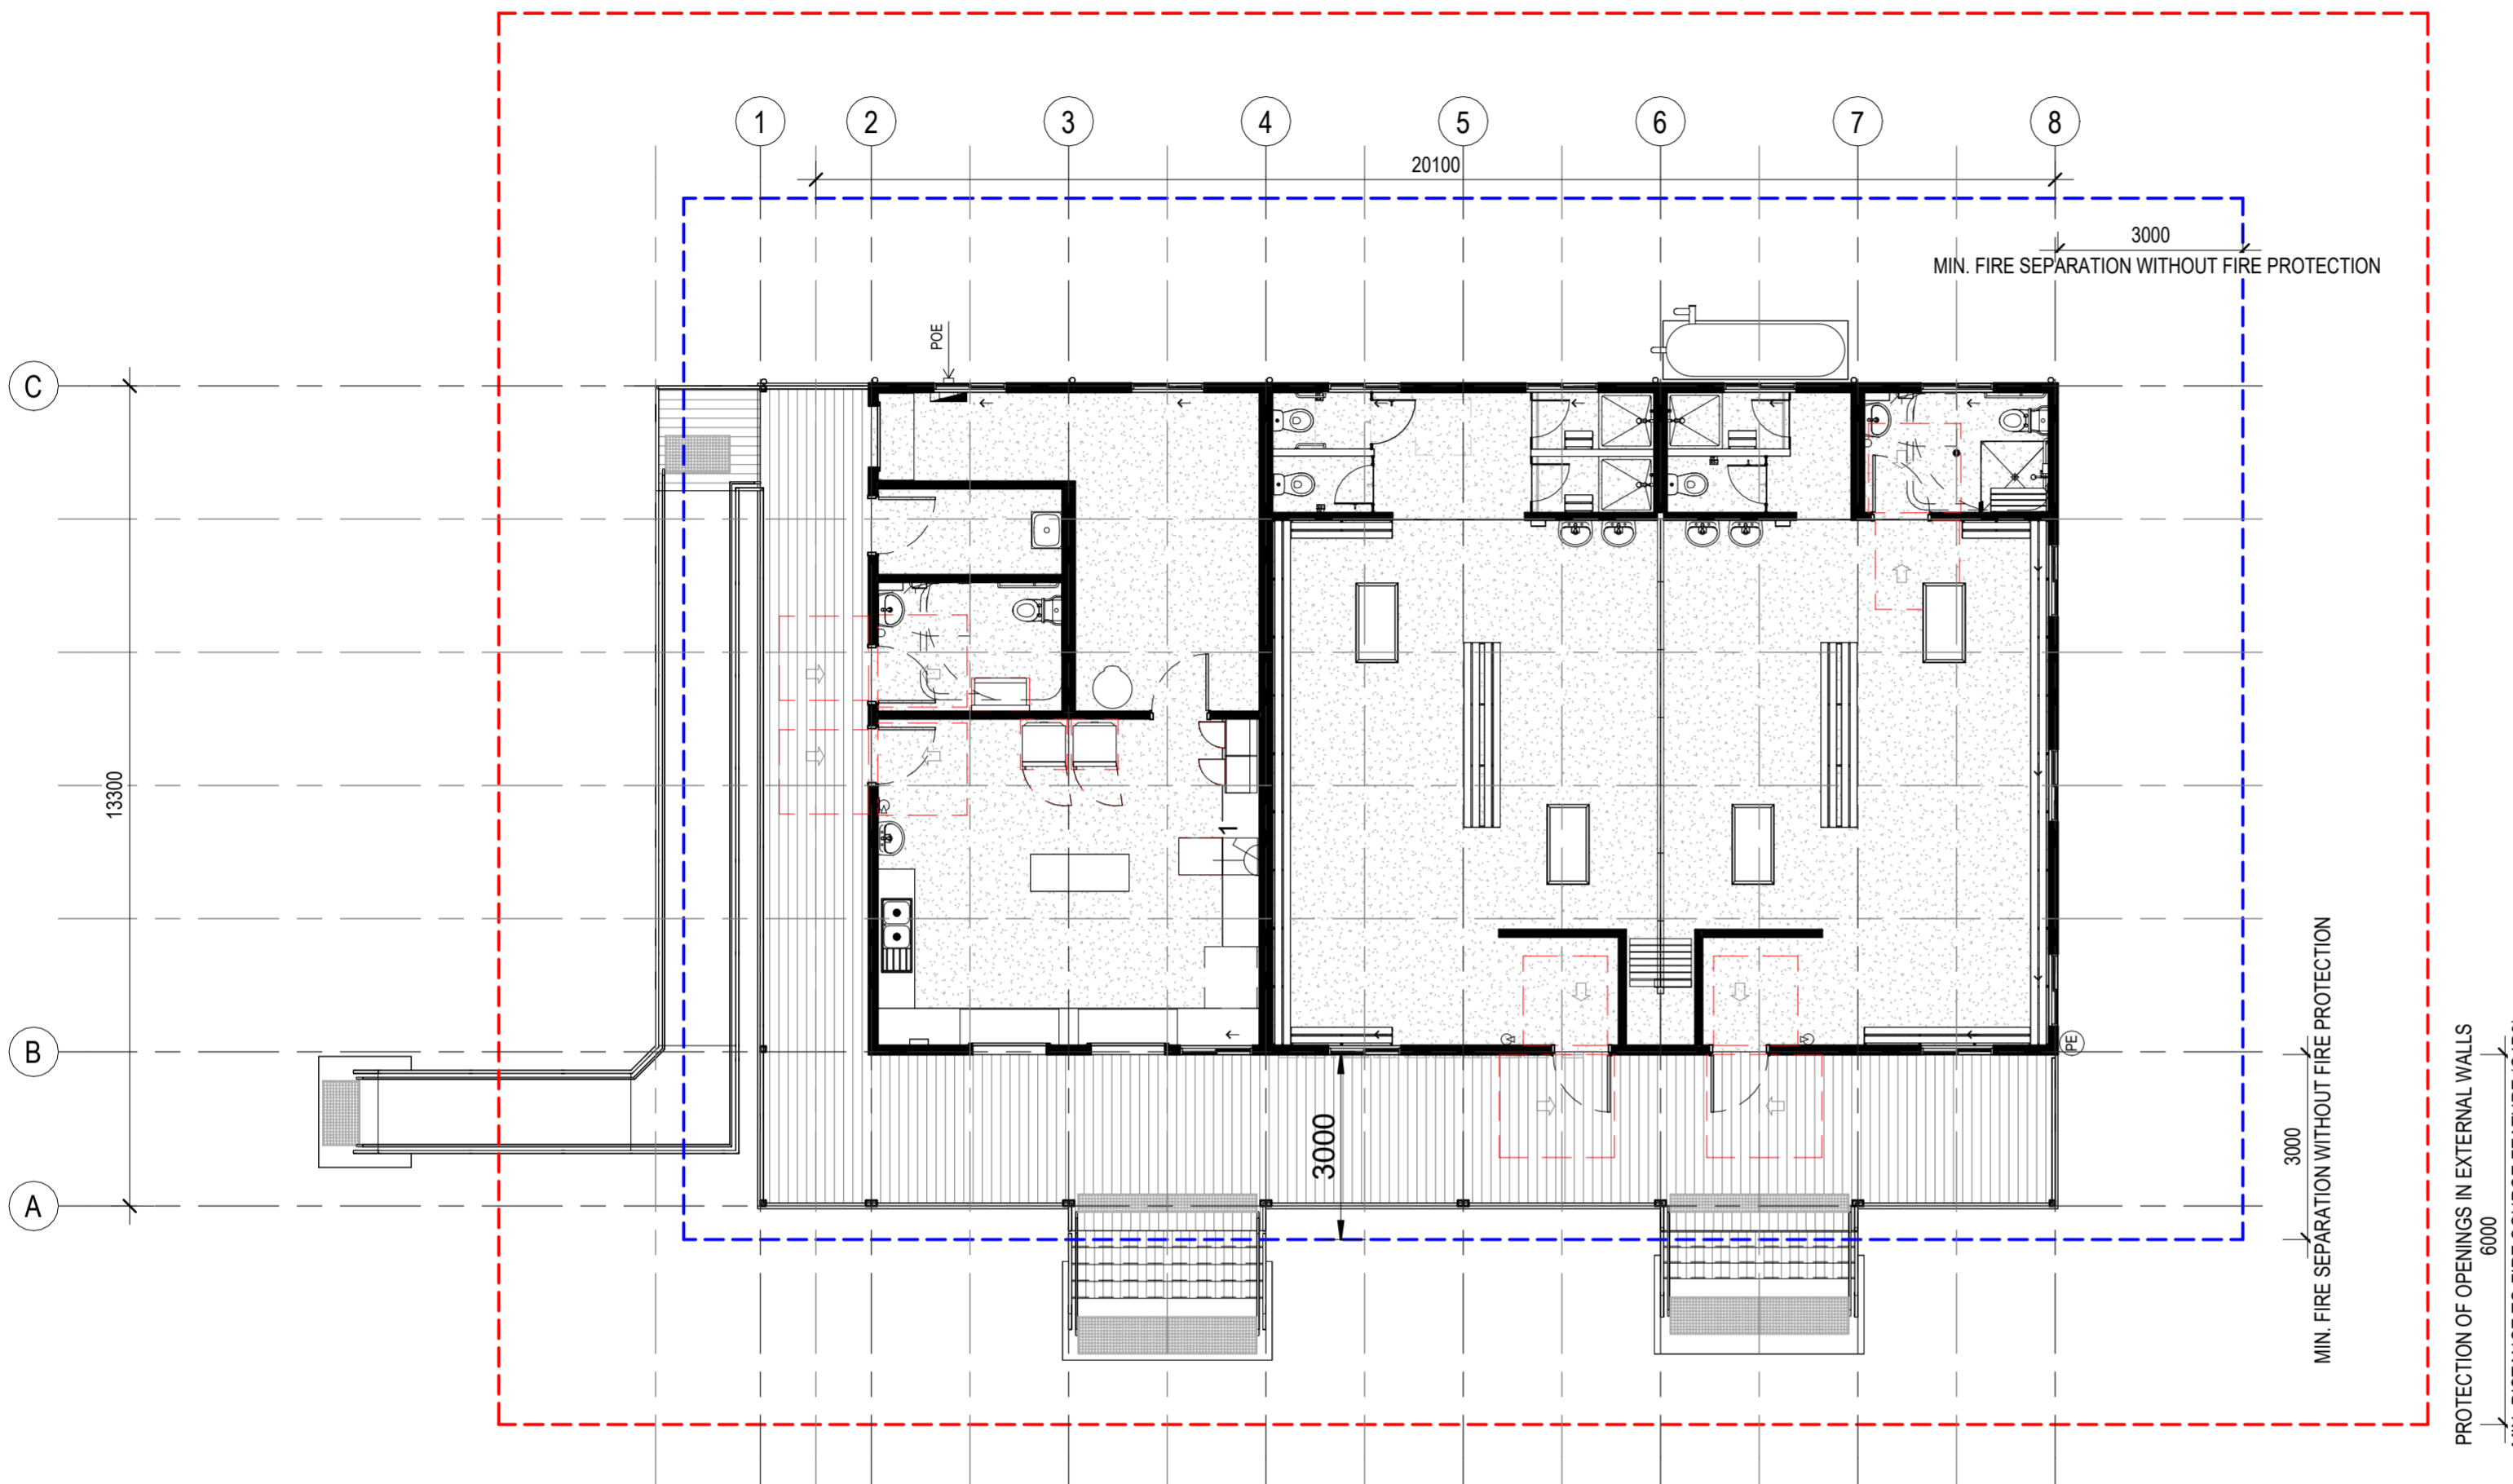 1 2 3 4 5 6 7 8
20100
3000
MIN. FIRE SEPARATION WITHOUT FIRE PROTECTION
POE
C
13300
1
B
PE
A
3000
3000
MIN. FIRE SEPARATION WITHOUT FIRE PROTECTION
PROTECTION OF OPENINGS IN EXTERNAL WALLS
6000